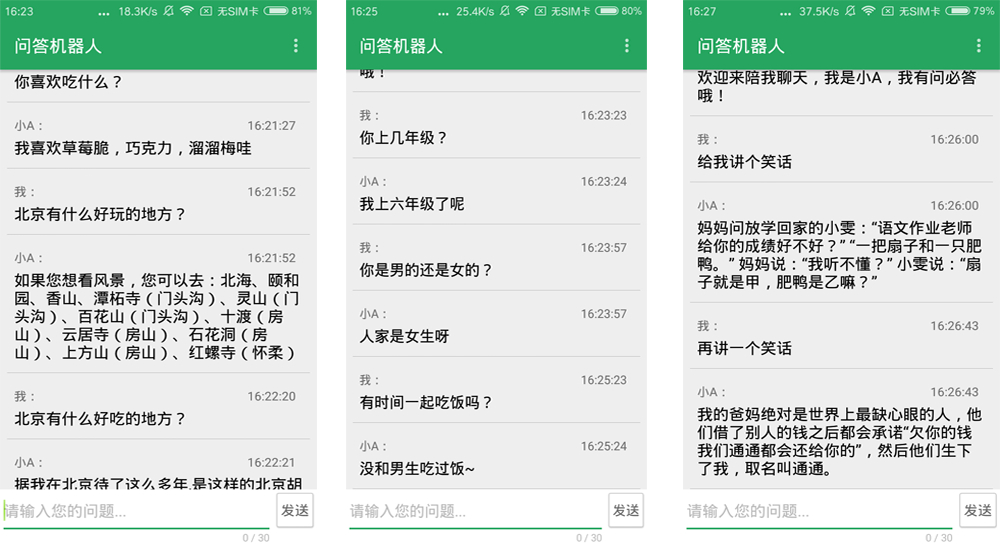 16:23 ... 18.3K/s 无SIM卡 81%
问答机器人
你喜欢吃什么？
小A： 16:21:27
我喜欢草莓脆，巧克力，溜溜梅哇
我： 16:21:52
北京有什么好玩的地方？
小A： 16:21:52
如果您想看风景，您可以去：北海、颐和
园、香山、潭柘寺（门头沟）、灵山（门
头沟）、百花山（门头沟）、十渡（房
山）、云居寺（房山）、石花洞（房
山）、上方山（房山）、红螺寺（怀柔）
我： 16:22:20
北京有什么好吃的地方？
小A： 16:22:21
据我在北京待了这么多年,是这样的北京胡
请输入您的问题... 发送
0 / 30
16:25 ... 25.4K/s 无SIM卡 80%
问答机器人
哦！
我： 16:23:23
你上几年级？
小A： 16:23:24
我上六年级了呢
我： 16:23:57
你是男的还是女的？
小A： 16:23:57
人家是女生呀
我： 16:25:23
有时间一起吃饭吗？
小A： 16:25:24
没和男生吃过饭~
请输入您的问题... 发送
0 / 30
16:27 ... 37.5K/s 无SIM卡 79%
问答机器人
欢迎来陪我聊天，我是小A，我有问必答
哦！
我： 16:26:00
给我讲个笑话
小A： 16:26:00
妈妈问放学回家的小雯：“语文作业老师
给你的成绩好不好？” “一把扇子和一只肥
鸭。” 妈妈说：“我听不懂？” 小雯说：“扇
子就是甲，肥鸭是乙嘛？”
我： 16:26:43
再讲一个笑话
小A： 16:26:43
我的爸妈绝对是世界上最缺心眼的人，他
们借了别人的钱之后都会承诺“欠你的钱
我们通通都会还给你的”，然后他们生下
了我，取名叫通通。
请输入您的问题... 发送
0 / 30